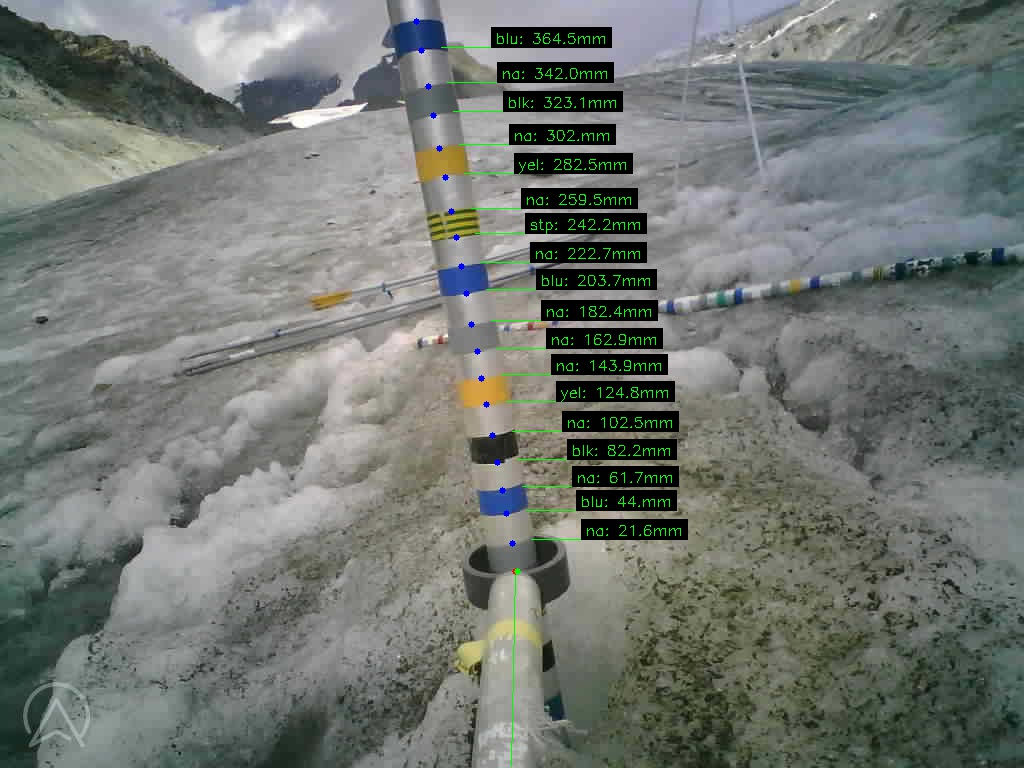 blu: 364.5mm
na: 342.0mm
blk: 323.1mm
na: 302.mm
yel: 282.5mm
na: 259.5mm
stp: 242.2mm
na: 222.7mm
blu: 203.7mm
na: 182.4mm
na: 162.9mm
na: 143.9mm
yel: 124.8mm
na: 102.5mm
blk: 82.2mm
na: 61.7mm
blu: 44.mm
na: 21.6mm